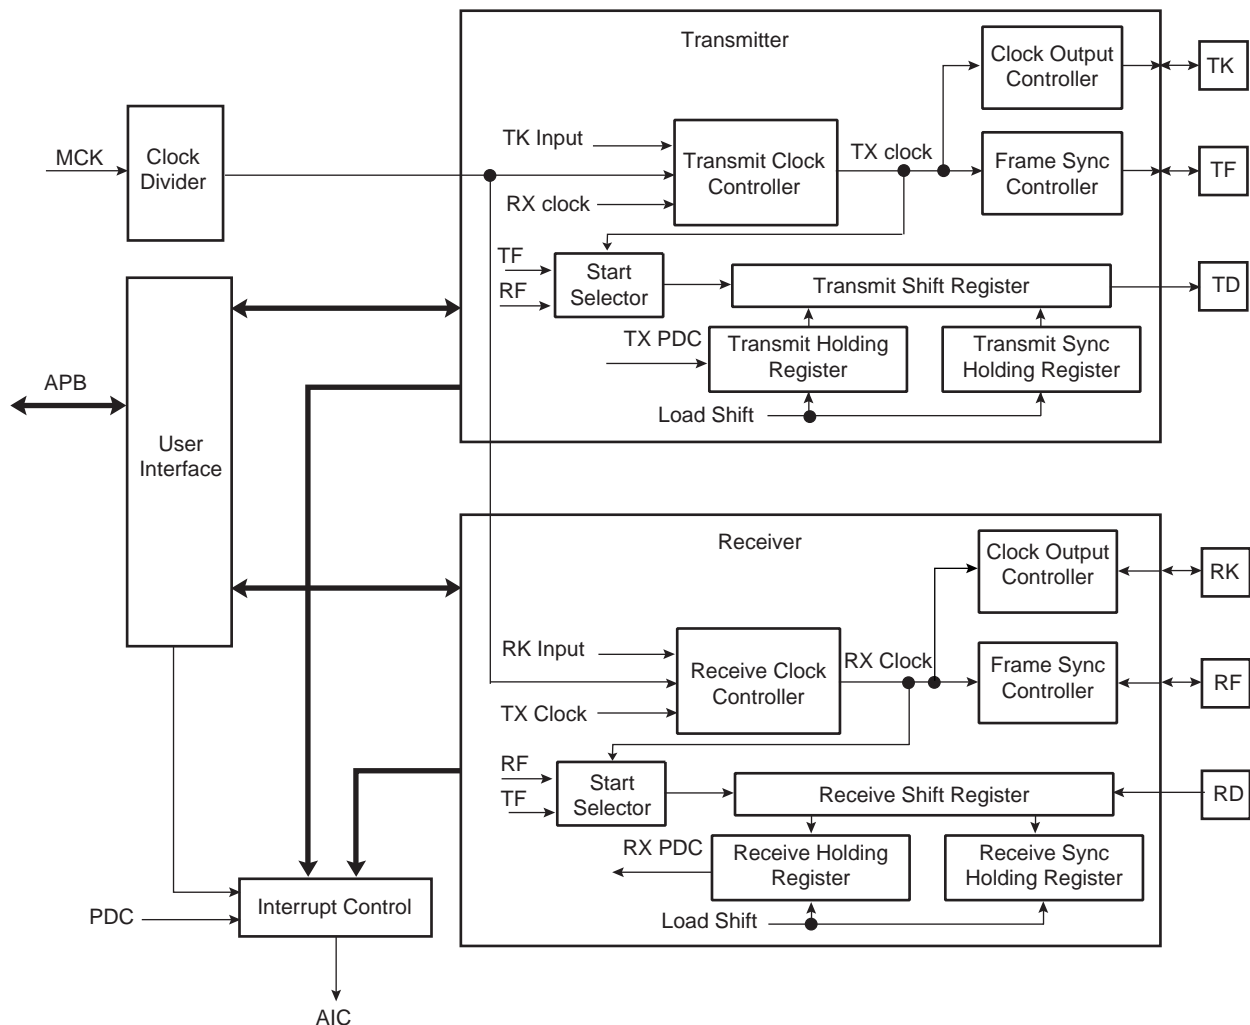 Transmitter
Clock Output
Controller
TK
MCK
Clock
Divider
TK Input
Transmit Clock
Controller
TX clock
Frame Sync
Controller
TF
RX clock
TF
RF
Start
Selector
Transmit Shift Register
TD
TX PDC
Transmit Holding
Register
Transmit Sync
Holding Register
Load Shift
APB
User
Interface
Receiver
Clock Output
Controller
RK
RK Input
Receive Clock
Controller
RX Clock
Frame Sync
Controller
RF
TX Clock
RF
TF
Start
Selector
Receive Shift Register
RD
RX PDC
Receive Holding
Register
Receive Sync
Holding Register
Load Shift
Interrupt Control
PDC
AIC